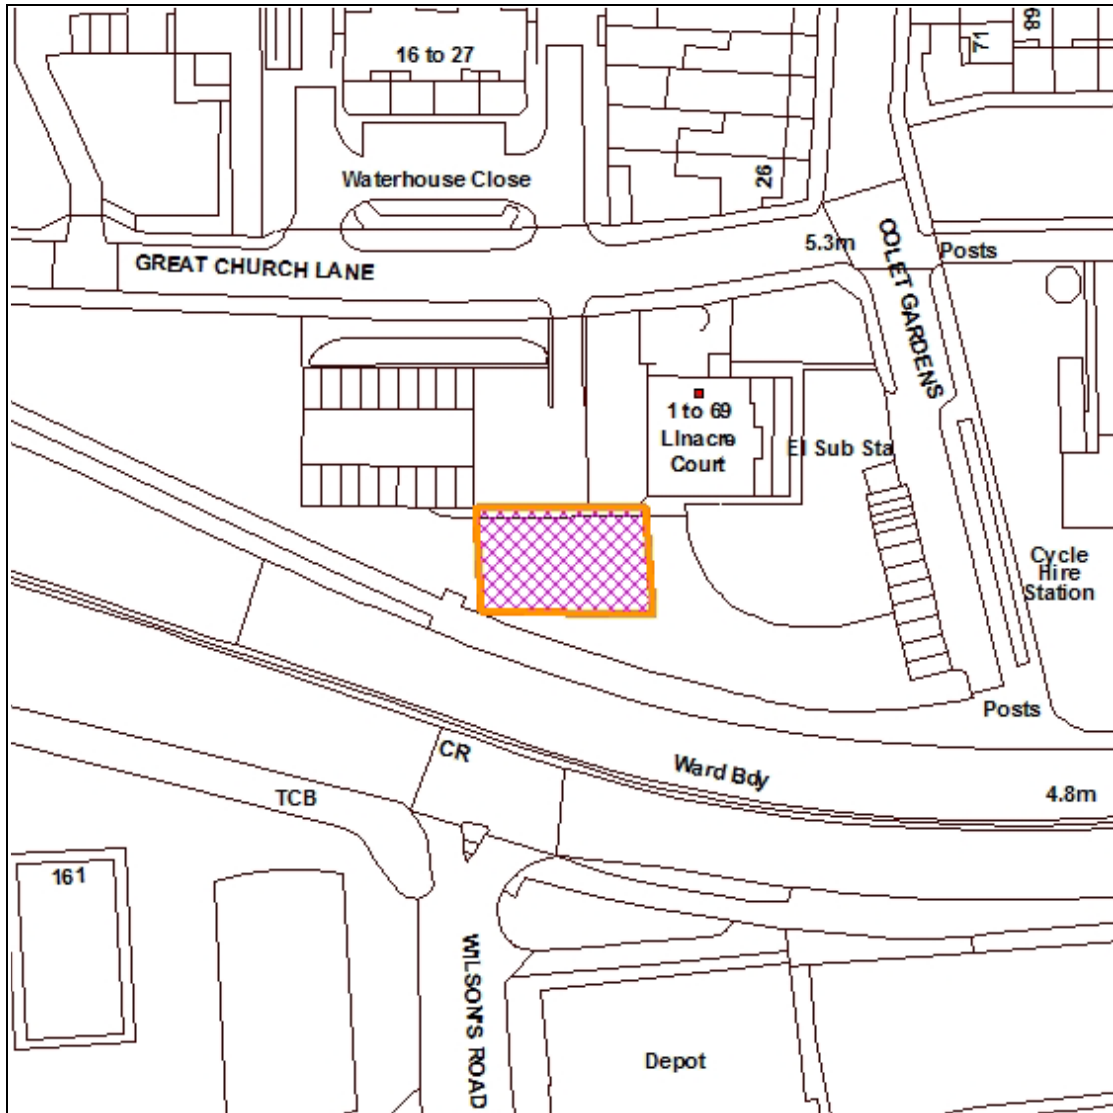 16 to 27
71
68
Waterhouse Close
26
GREAT CHURCH LANE
5.3m
COLET GARDENS
Posts
1 to 69
Linacre
Court
El Sub Sta
Cycle
Hire
Station
Posts
CR
Ward Bdy
TCB
4.8m
161
WILSON'S ROAD
Depot